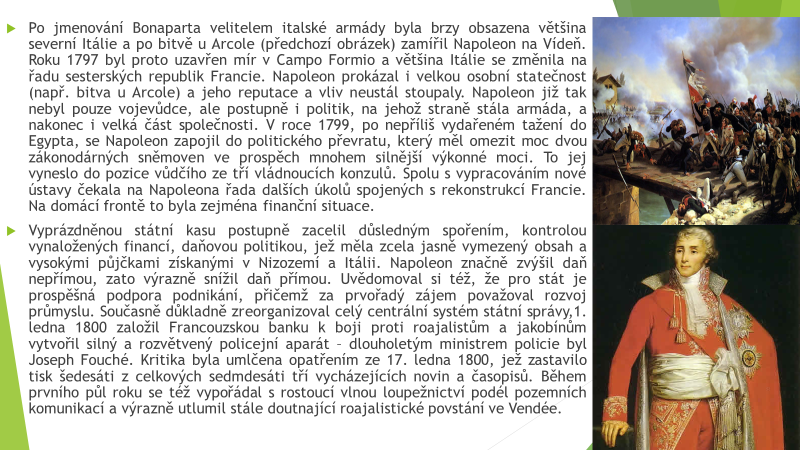 Po jmenování Bonaparta velitelem italské armády byla brzy obsazena většina
severní Itálie a po bitvě u Arcole (předchozí obrázek) zamířil Napoleon na Vídeň.
Roku 1797 byl proto uzavřen mír v Campo Formio a většina Itálie se změnila na
řadu sesterských republik Francie. Napoleon prokázal i velkou osobní statečnost
(např. bitva u Arcole) a jeho reputace a vliv neustál stoupaly. Napoleon již tak
nebyl pouze vojevůdce, ale postupně i politik, na jehož straně stála armáda, a
nakonec i velká část společnosti. V roce 1799, po nepříliš vydařeném tažení do
Egypta, se Napoleon zapojil do politického převratu, který měl omezit moc dvou
zákonodárných sněmoven ve prospěch mnohem silnější výkonné moci. To jej
vyneslo do pozice vůdčího ze tří vládnoucích konzulů. Spolu s vypracováním nové
ústavy čekala na Napoleona řada dalších úkolů spojených s rekonstrukcí Francie.
Na domácí frontě to byla zejména finanční situace.
Vyprázdněnou státní kasu postupně zacelil důsledným spořením, kontrolou
vynaložených financí, daňovou politikou, jež měla zcela jasně vymezený obsah a
vysokými půjčkami získanými v Nizozemí a Itálii. Napoleon značně zvýšil daň
nepřímou, zato výrazně snížil daň přímou. Uvědomoval si též, že pro stát je
prospěšná podpora podnikání, přičemž za prvořadý zájem považoval rozvoj
průmyslu. Současně důkladně zreorganizoval celý centrální systém státní správy,1.
ledna 1800 založil Francouzskou banku k boji proti roajalistům a jakobínům
vytvořil silný a rozvětvený policejní aparát – dlouholetým ministrem policie byl
Joseph Fouché. Kritika byla umlčena opatřením ze 17. ledna 1800, jež zastavilo
tisk šedesáti z celkových sedmdesáti tří vycházejících novin a časopisů. Během
prvního půl roku se též vypořádal s rostoucí vlnou loupežnictví podél pozemních
komunikací a výrazně utlumil stále doutnající roajalistické povstání ve Vendée.